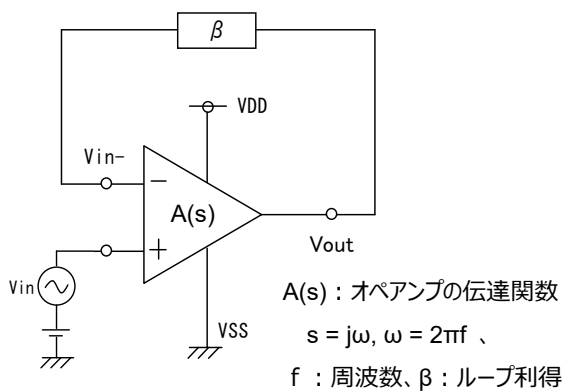 β
VDD
Vin-
−
A(s)
+
Vout
Vin
VSS
A(s)：オペアンプの伝達関数
s = jω, ω = 2πf 、
f ：周波数、β：ループ利得